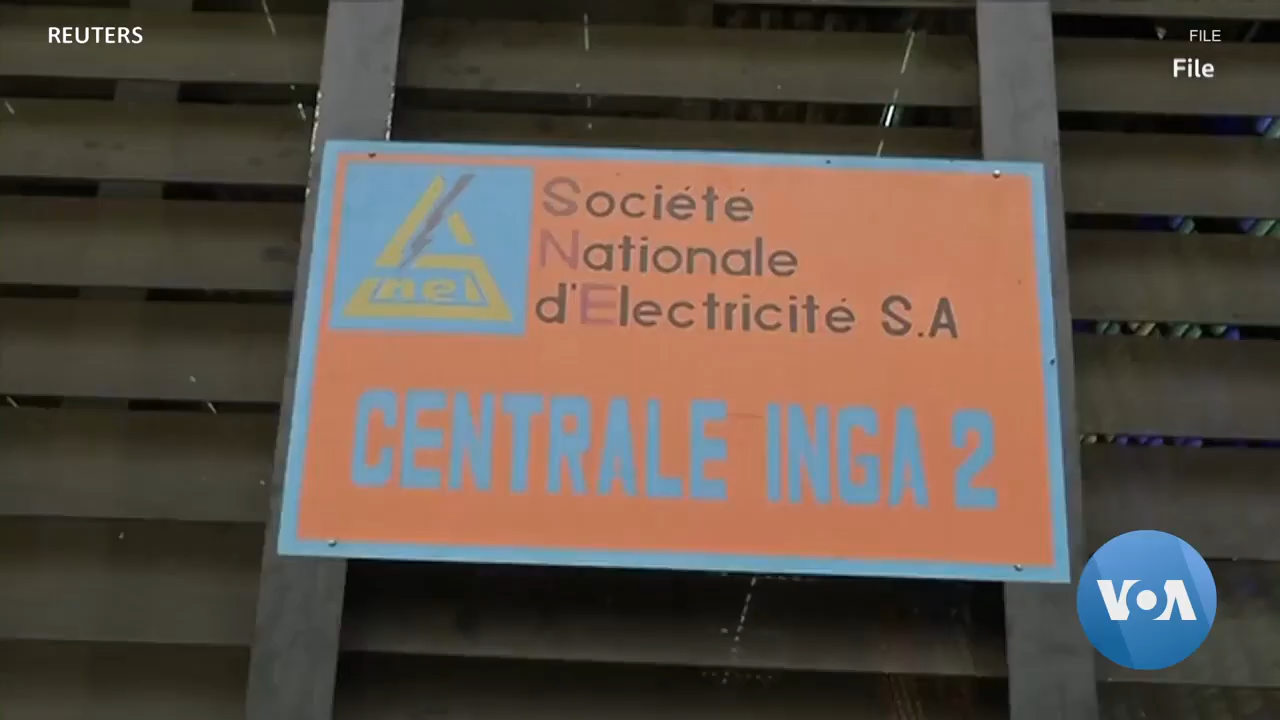 REUTERS
FILE
File
Société
Nationale
d'Electricité S.A
Snel
CENTRALE INGA 2
VOA